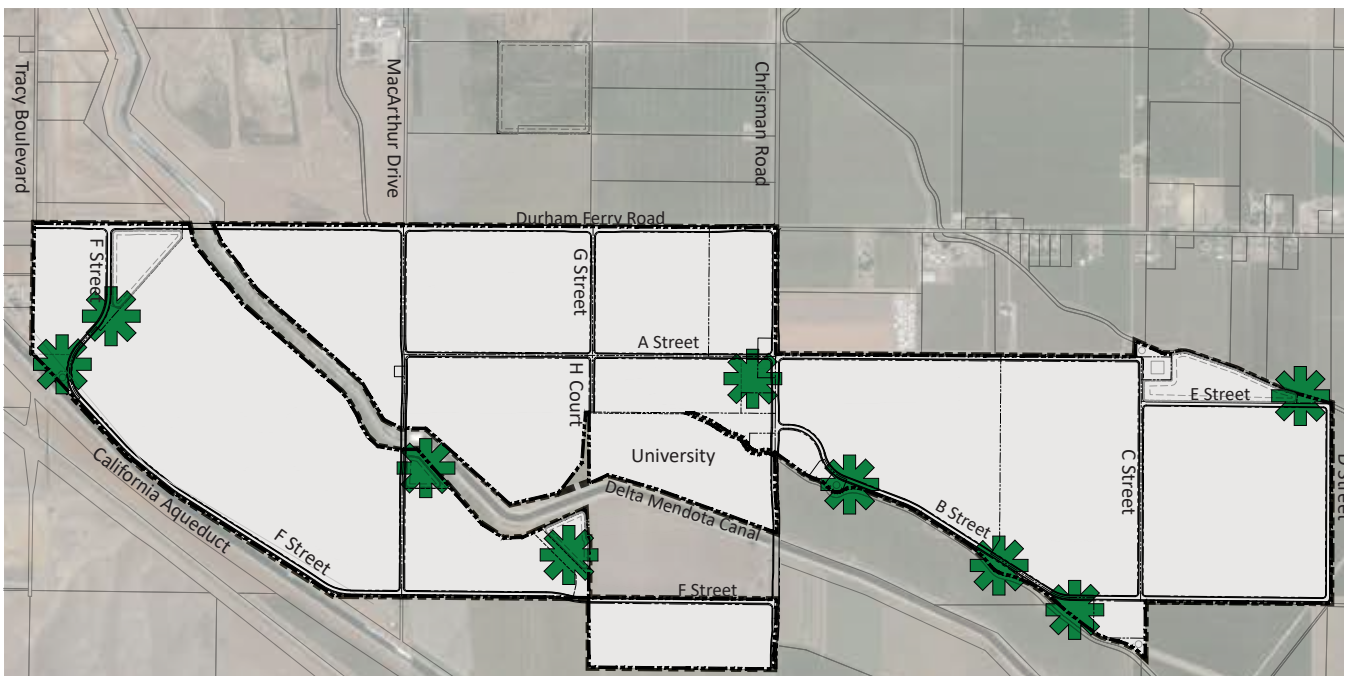 Tracy Boulevard
MacArthur Drive
Chrisman Road
Durham Ferry Road
F Street
G Street
A Street
H Court
E Street
University
C Street
D Street
Delta Mendota Canal
B Street
California Aqueduct
F Street
F Street